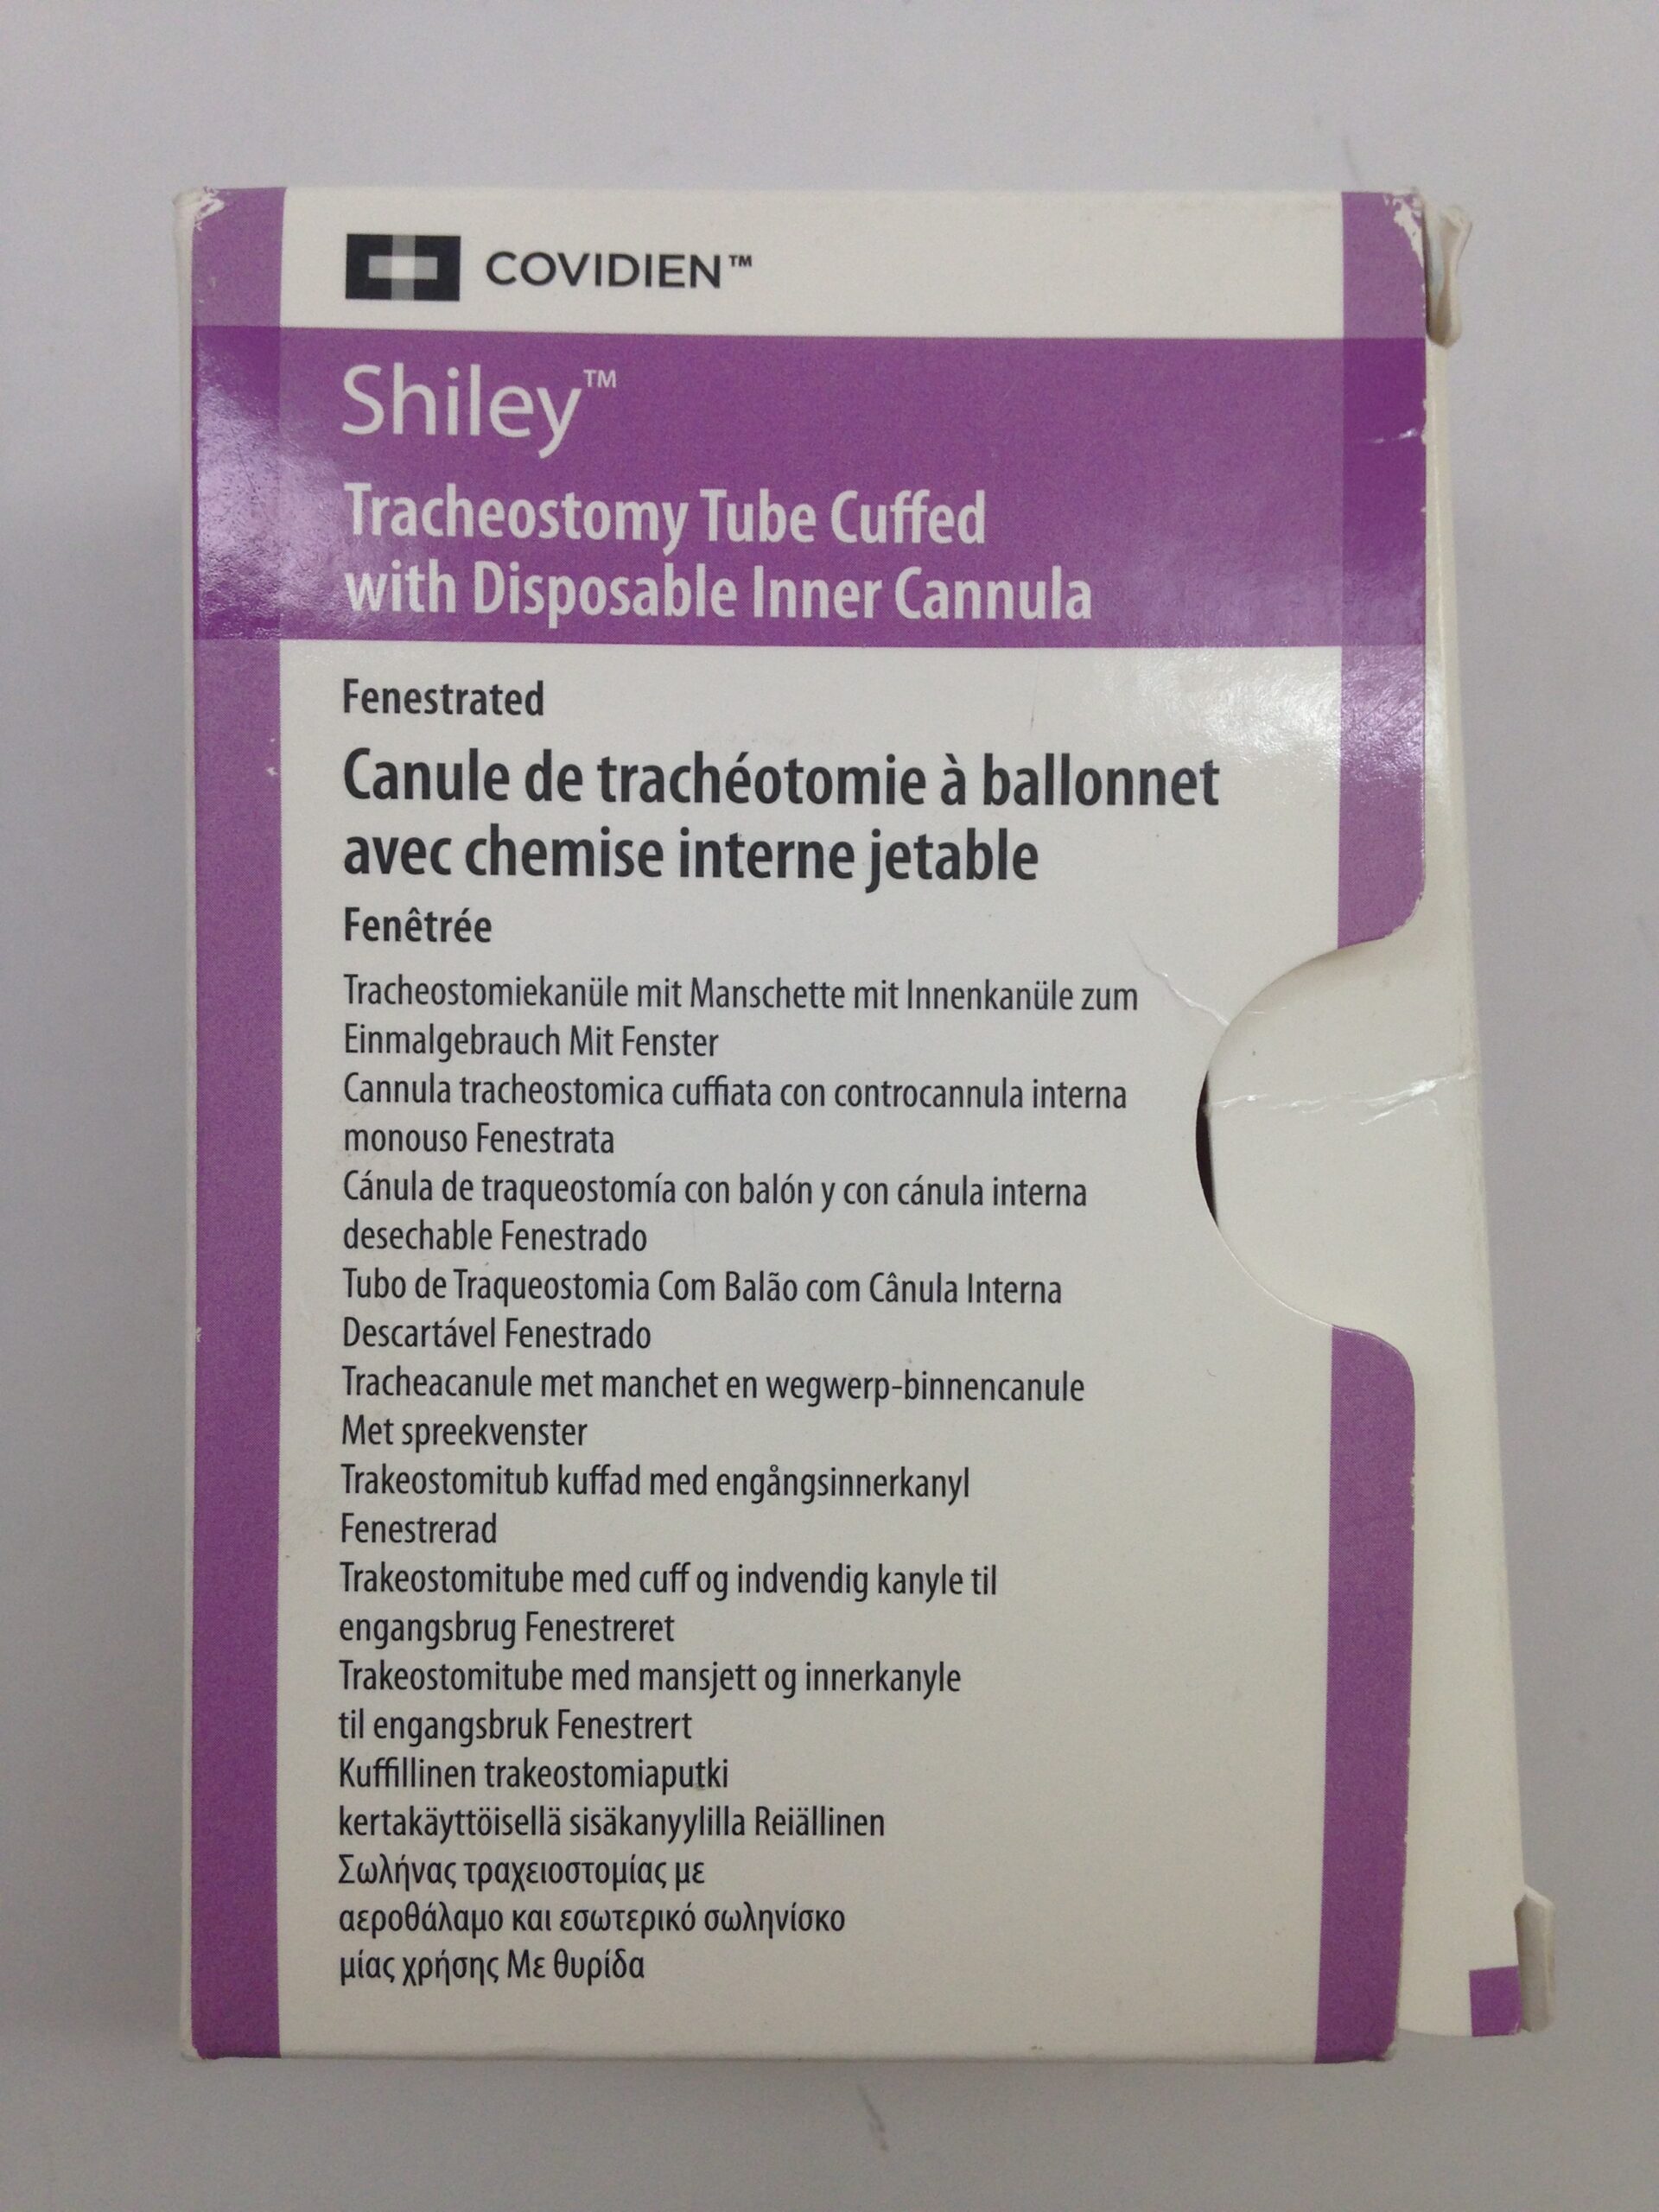 COVIDIEN™
Shiley™
Tracheostomy Tube Cuffed
with Disposable Inner Cannula
Fenestrated
Canule de trachéotomie à ballonnet
avec chemise interne jetable
Fenêtrée
Tracheostomiekanüle mit Manschette mit Innenkanüle zum
Einmalgebrauch Mit Fenster
Cannula tracheostomica cuffiata con controcannula interna
monouso Fenestrata
Cánula de traqueostomía con balón y con cánula interna
desechable Fenestrado
Tubo de Traqueostomia Com Balão com Cânula Interna
Descartável Fenestrado
Tracheacanule met manchet en wegwerp-binnencanule
Met spreekvenster
Trakeostomitub kuffad med engångsinnerkanyl
Fenestrerad
Trakeostomitube med cuff og indvendig kanyle til
engangsbrug Fenestreret
Trakeostomitube med mansjett og innerkanyle
til engangsbruk Fenestrert
Kuffillinen trakeostomiaputki
kertakäyttöisellä sisäkanyylilla Reiällinen
Σωλήνας τραχειοστομίας με
αεροθάλαμο και εσωτερικό σωληνίσκο
μίας χρήσης Με θυρίδα